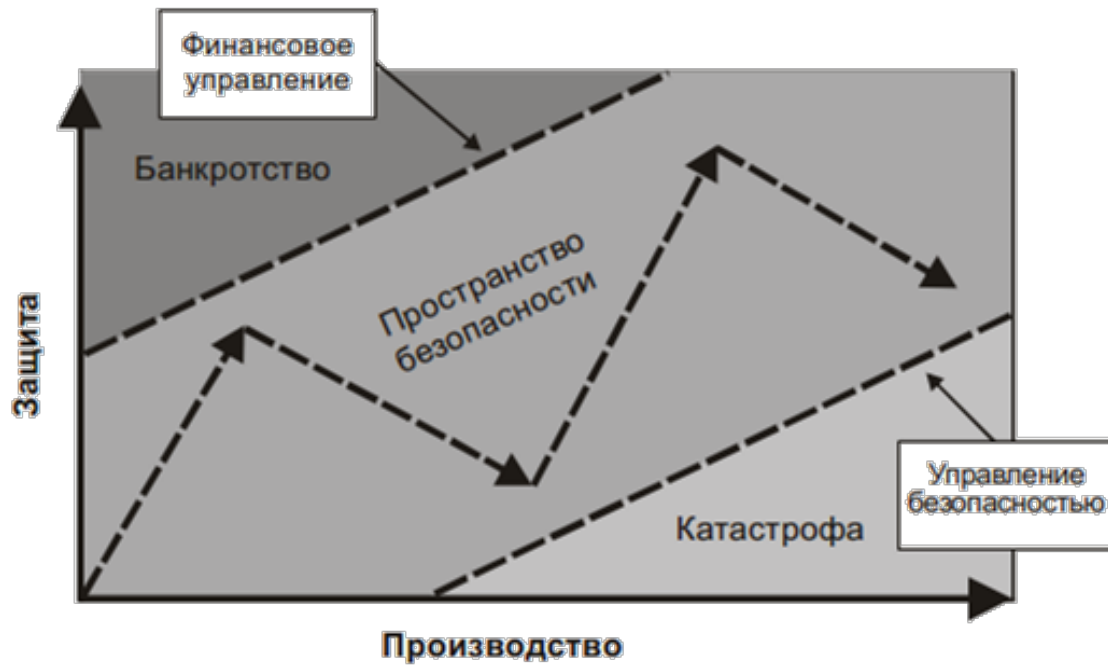 Финансовое
управление
Банкротство
Пространство
безопасности
Защита
Управление
безопасностью
Катастрофа
Производство